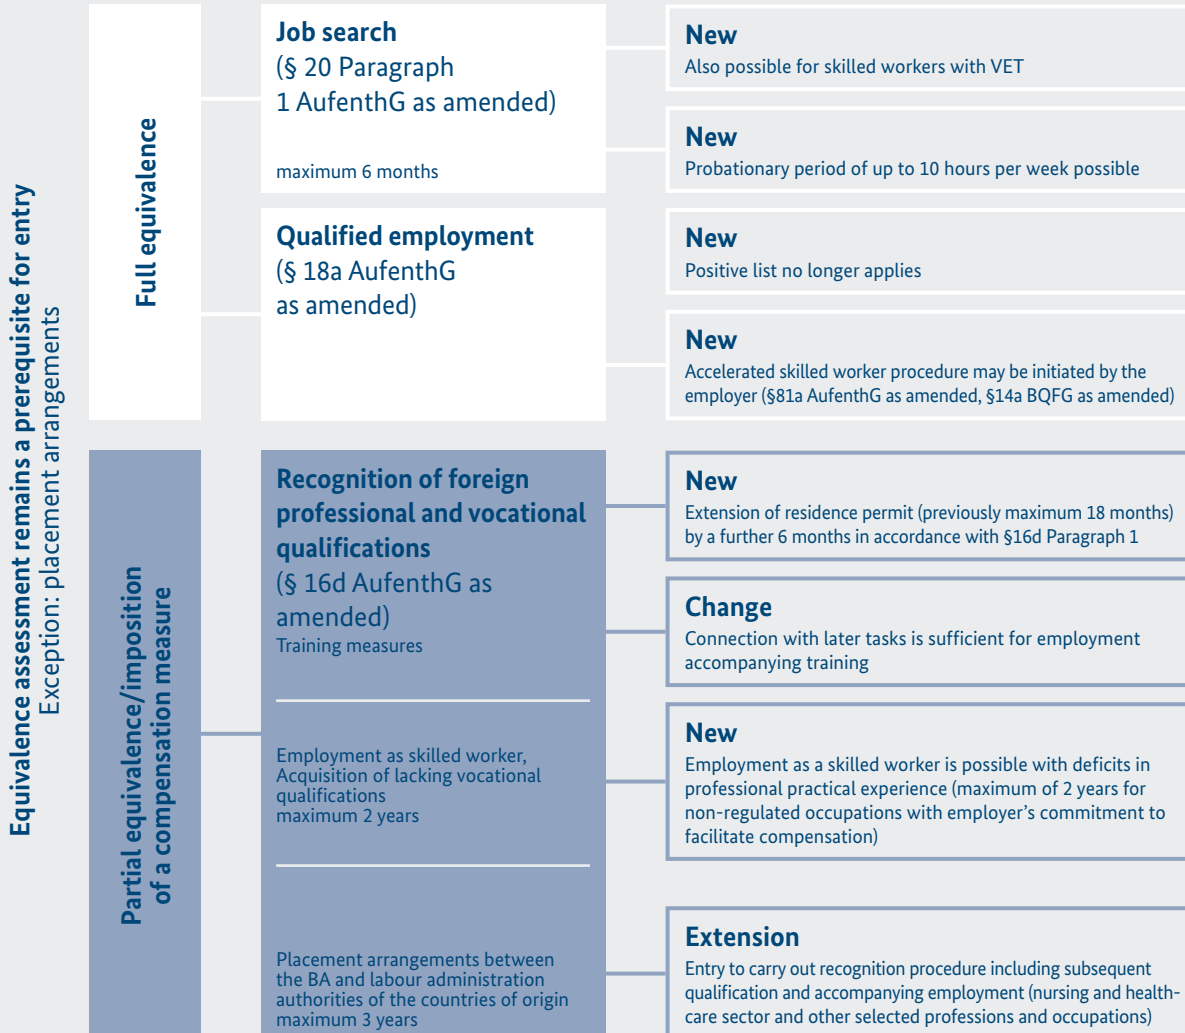 Equivalence assessment remains a prerequisite for entry
Exception: placement arrangements
Full equivalence
Job search
(§ 20 Paragraph
1 AufenthG as amended)
maximum 6 months
New
Also possible for skilled workers with VET
New
Probationary period of up to 10 hours per week possible
Qualified employment
(§ 18a AufenthG
as amended)
New
Positive list no longer applies
New
Accelerated skilled worker procedure may be initiated by the
employer (§81a AufenthG as amended, §14a BQFG as amended)
Partial equivalence/imposition
of a compensation measure
Recognition of foreign
professional and vocational
qualifications
(§ 16d AufenthG as
amended)
Training measures
New
Extension of residence permit (previously maximum 18 months)
by a further 6 months in accordance with §16d Paragraph 1
Change
Connection with later tasks is sufficient for employment
accompanying training
Employment as skilled worker,
Acquisition of lacking vocational
qualifications
maximum 2 years
New
Employment as a skilled worker is possible with deficits in
professional practical experience (maximum of 2 years for
non-regulated occupations with employer’s commitment to
facilitate compensation)
Placement arrangements between
the BA and labour administration
authorities of the countries of origin
maximum 3 years
Extension
Entry to carry out recognition procedure including subsequent
qualification and accompanying employment (nursing and health-
care sector and other selected professions and occupations)